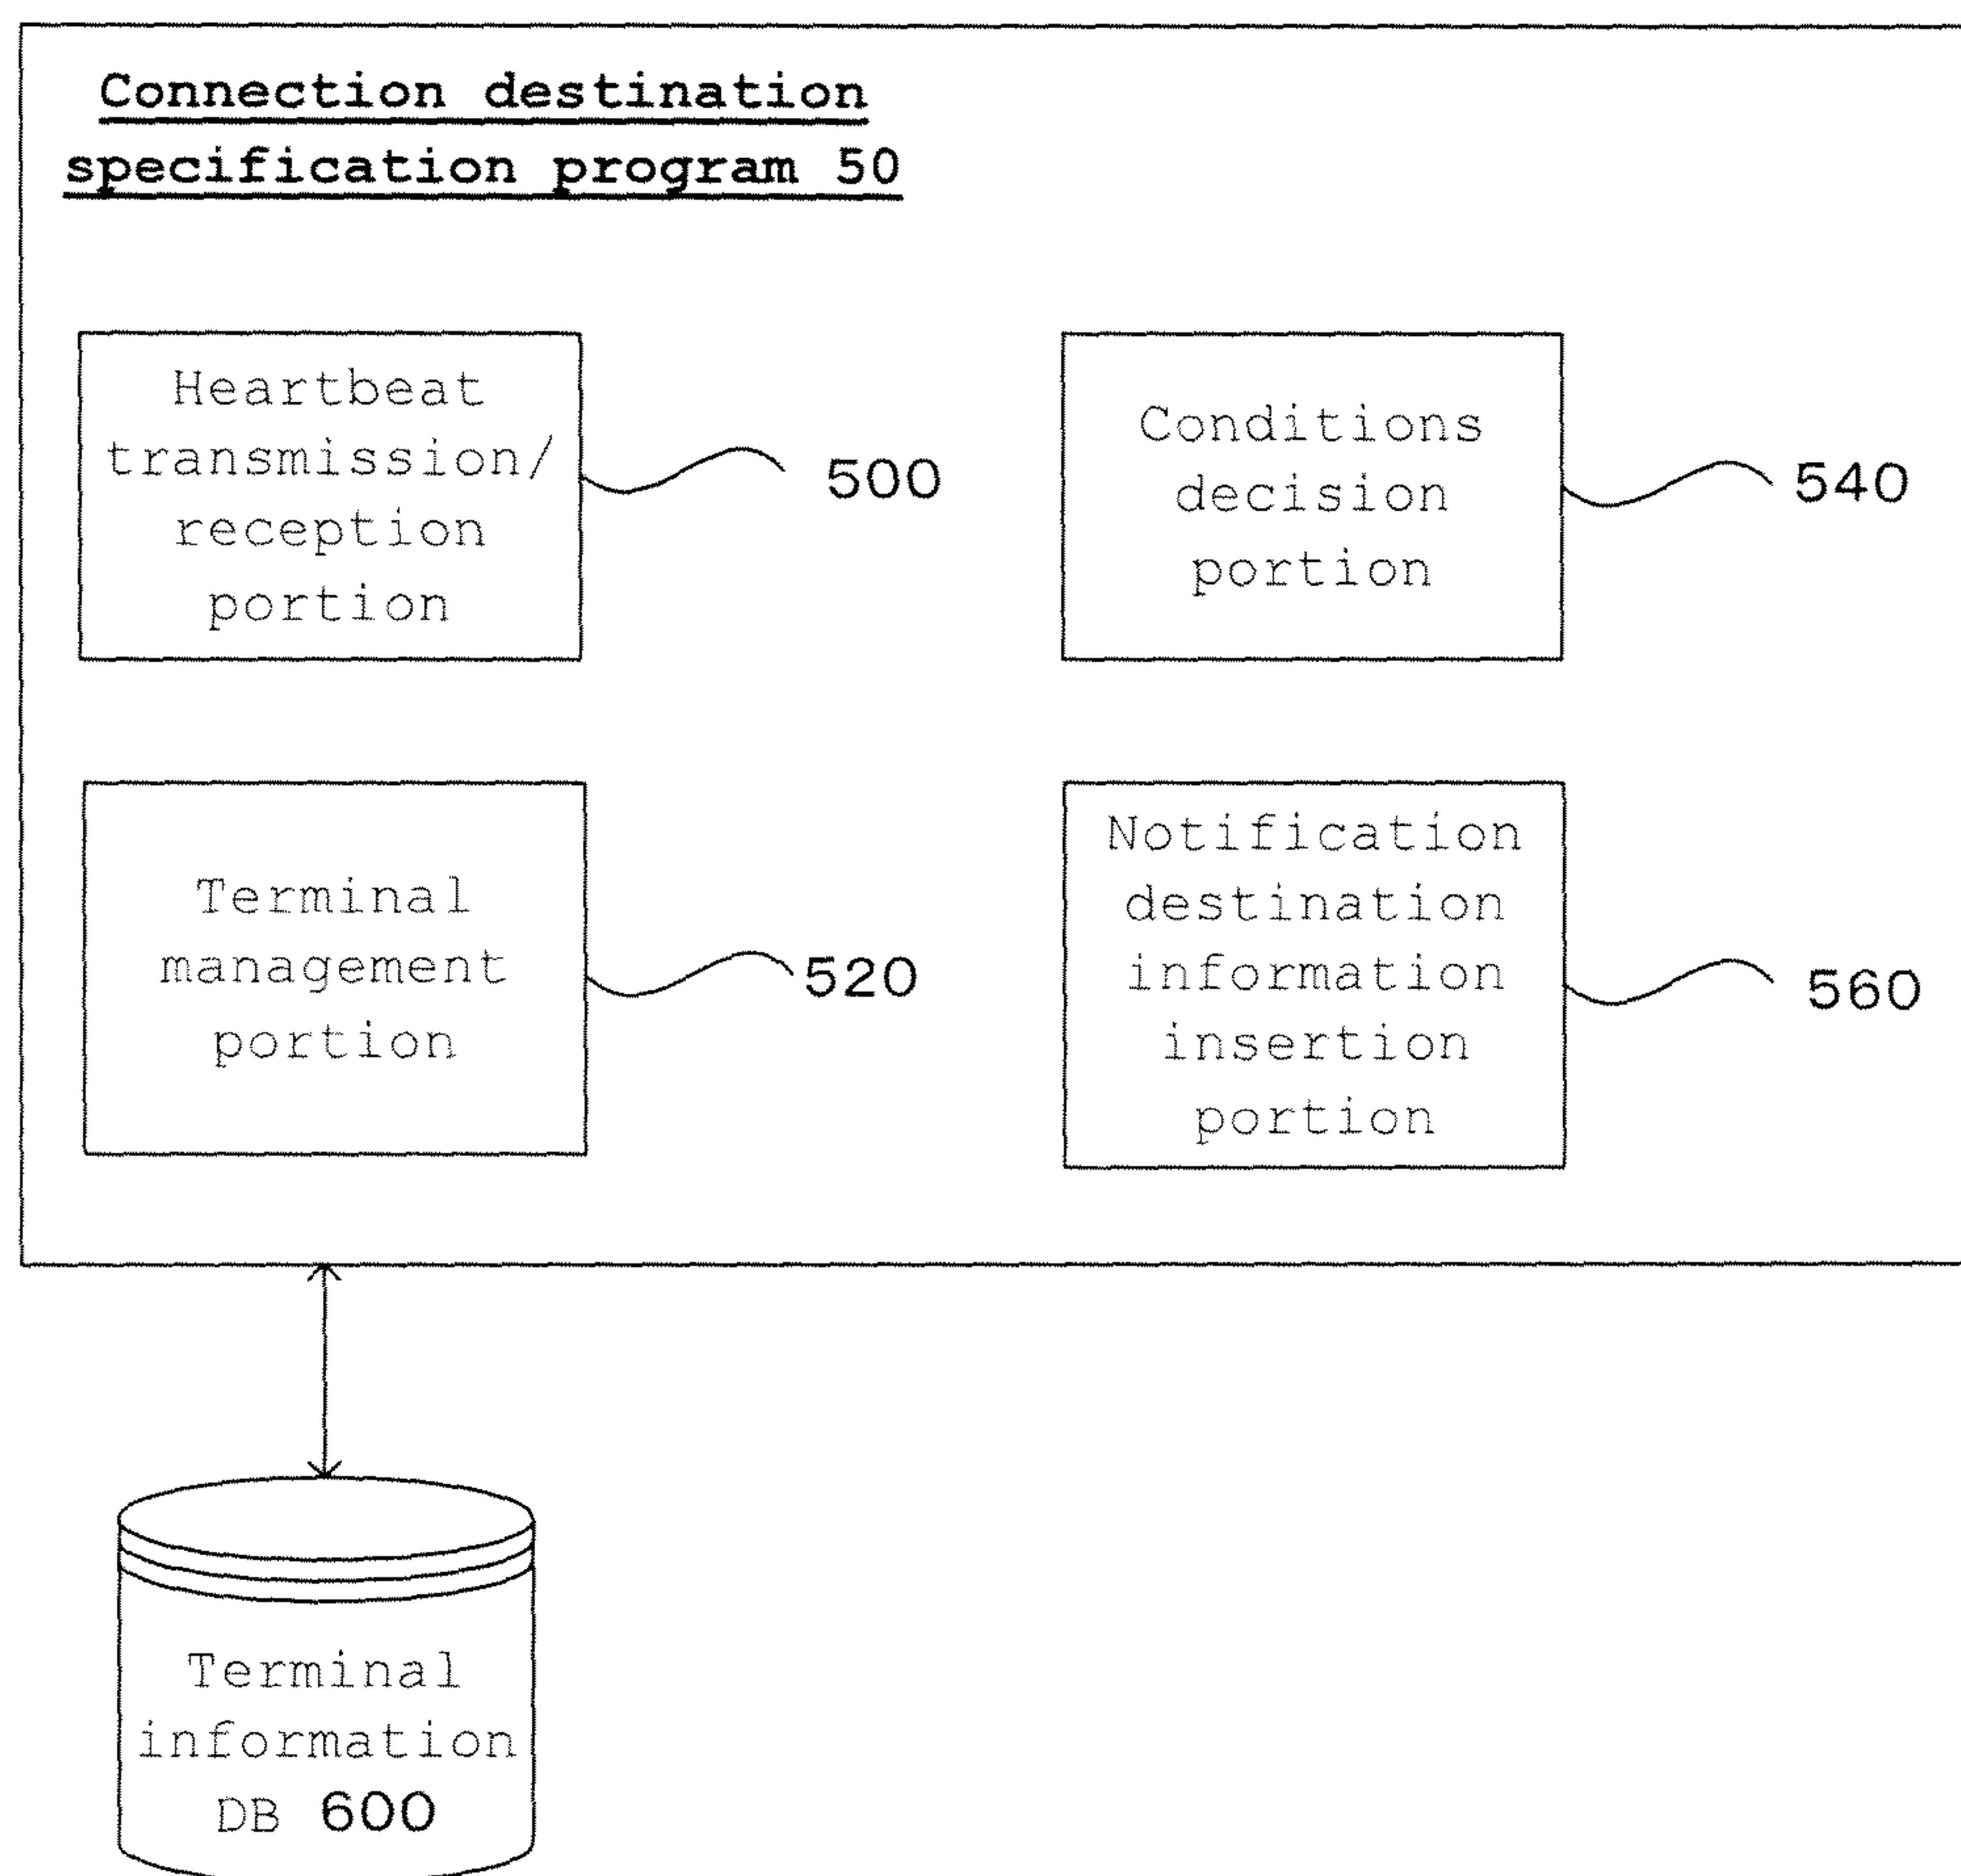 Connection destination
specification program 50
Heartbeat
transmission/
reception
portion
500
Conditions
decision
portion
540
Terminal
management
portion
520
Notification
destination
information
insertion
portion
560
Terminal
information
DB 600